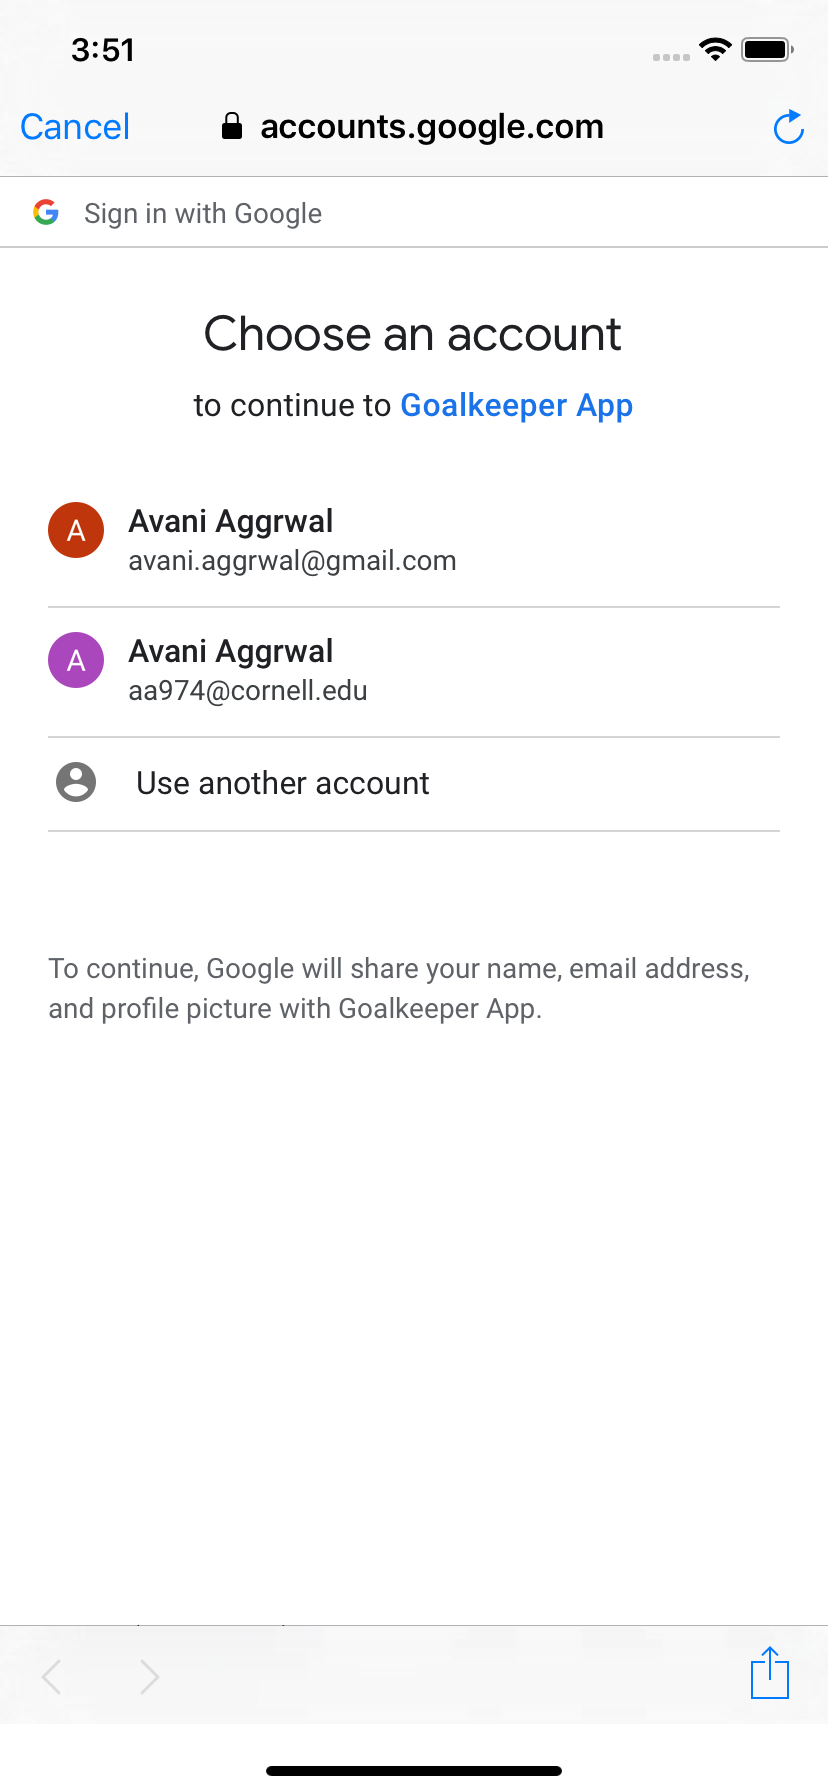 3:51
Cancel accounts.google.com
Sign in with Google
Choose an account
to continue to Goalkeeper App
A Avani Aggrwal
avani.aggrwal@gmail.com
A Avani Aggrwal
aa974@cornell.edu
Use another account
To continue, Google will share your name, email address,
and profile picture with Goalkeeper App.